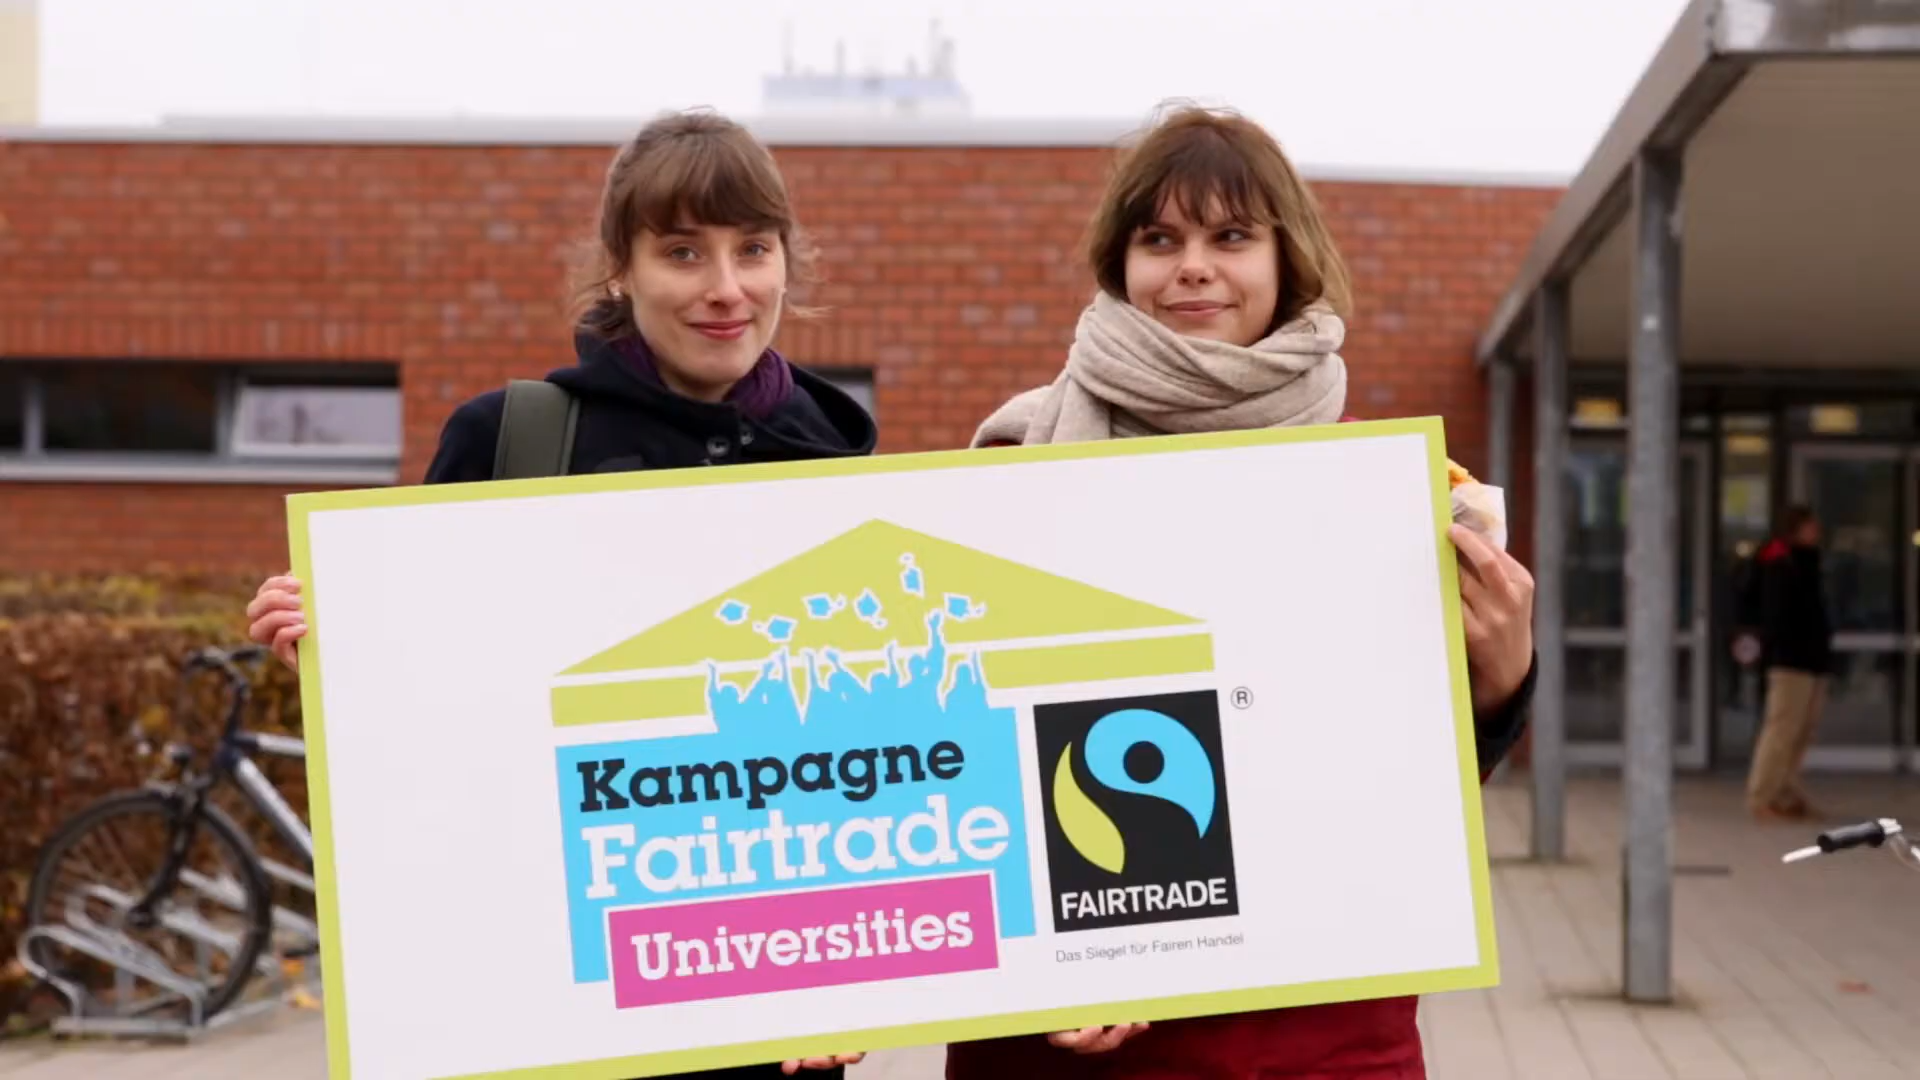 Kampagne
Fairtrade
Universities
®
FAIRTRADE
Das Siegel für Fairen Handel